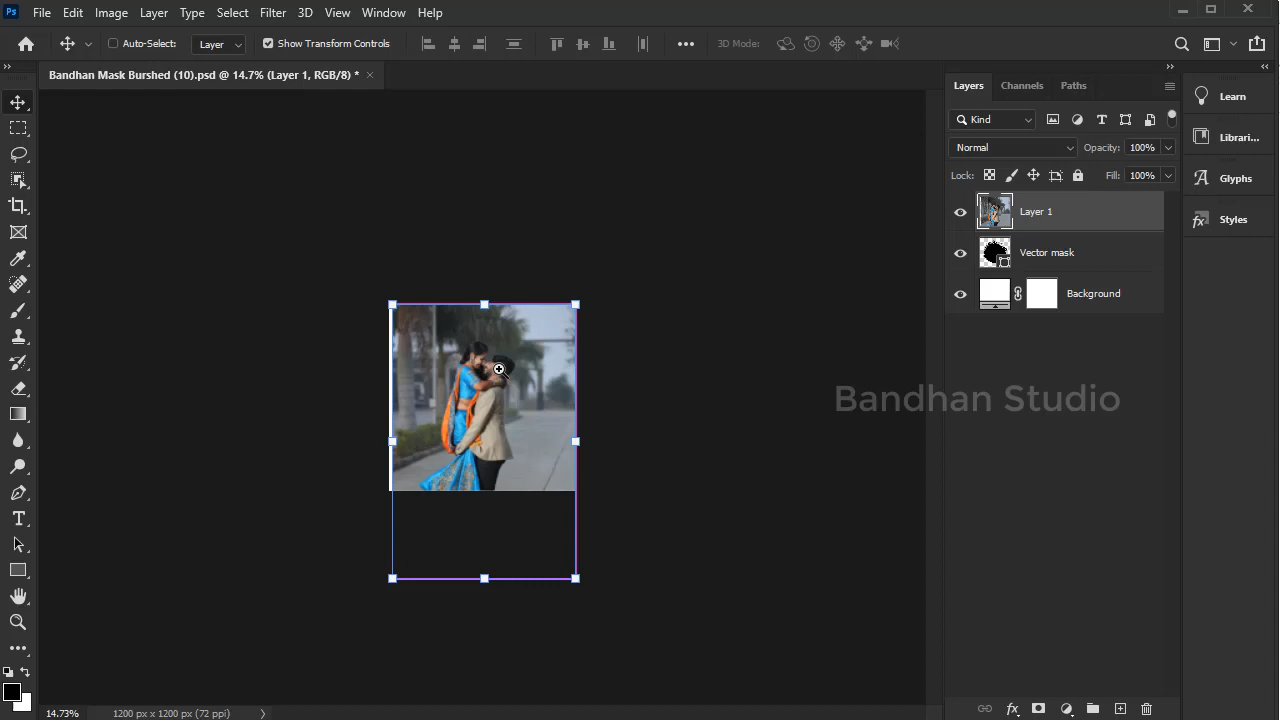 Ps File Edit Image Layer Type Select Filter 3D View Window Help
Auto-Select: Layer Show Transform Controls 3D Mode:
Bandhan Mask Burshed (10).psd @ 14.7% (Layer 1, RGB/8) *
Layers Channels Paths
Learn
Kind
Librari...
Normal Opacity: 100%
Lock: Fill: 100%
Glyphs
Layer 1
Styles
Vector mask
Background
Bandhan Studio
14.73% 1200 px x 1200 px (72 ppi)